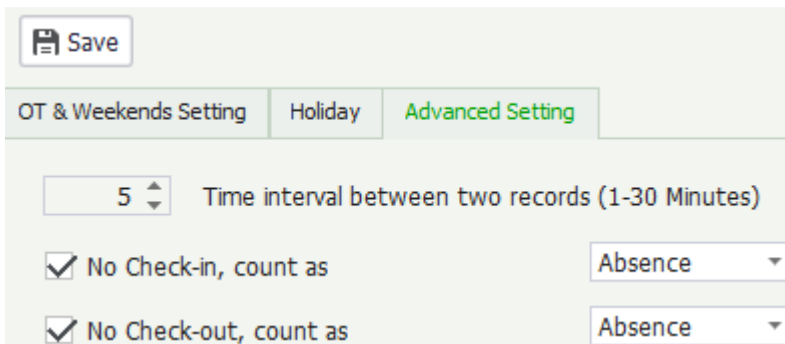 Save
OT & Weekends Setting Holiday Advanced Setting
5 Time interval between two records (1-30 Minutes)
No Check-in, count as Absence
No Check-out, count as Absence